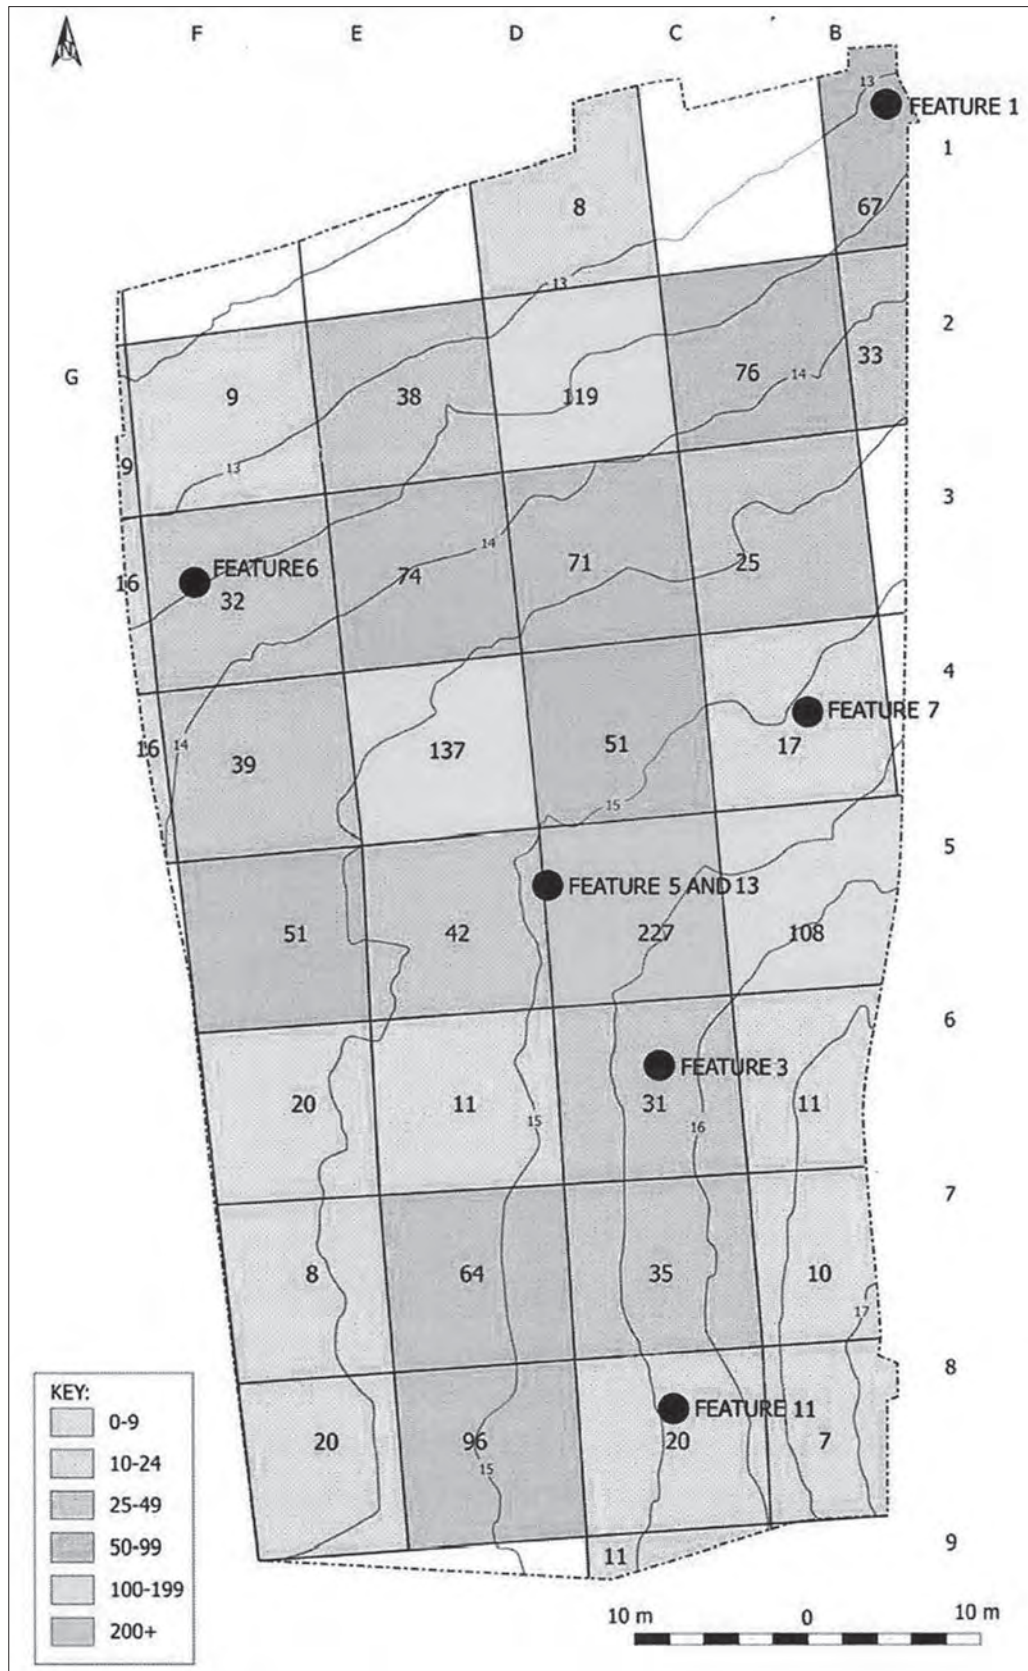 N
F E D C B
13
FEATURE 1
1
8 67
13
2
G
9 38 119 76 14 33
9 13
3
14
16 FEATURE 6 74 71 25
32
4
FEATURE 7
16 14 39 137 51 17
15
5
FEATURE 5 AND 13
51 42 227 108
6
FEATURE 3
20 11 31 11
15 16
7
8 64 35 10
17
8
FEATURE 11
20 96 20 7
15
9
11
KEY:
0-9
10-24
25-49
50-99
100-199
200+
10 m 0 10 m